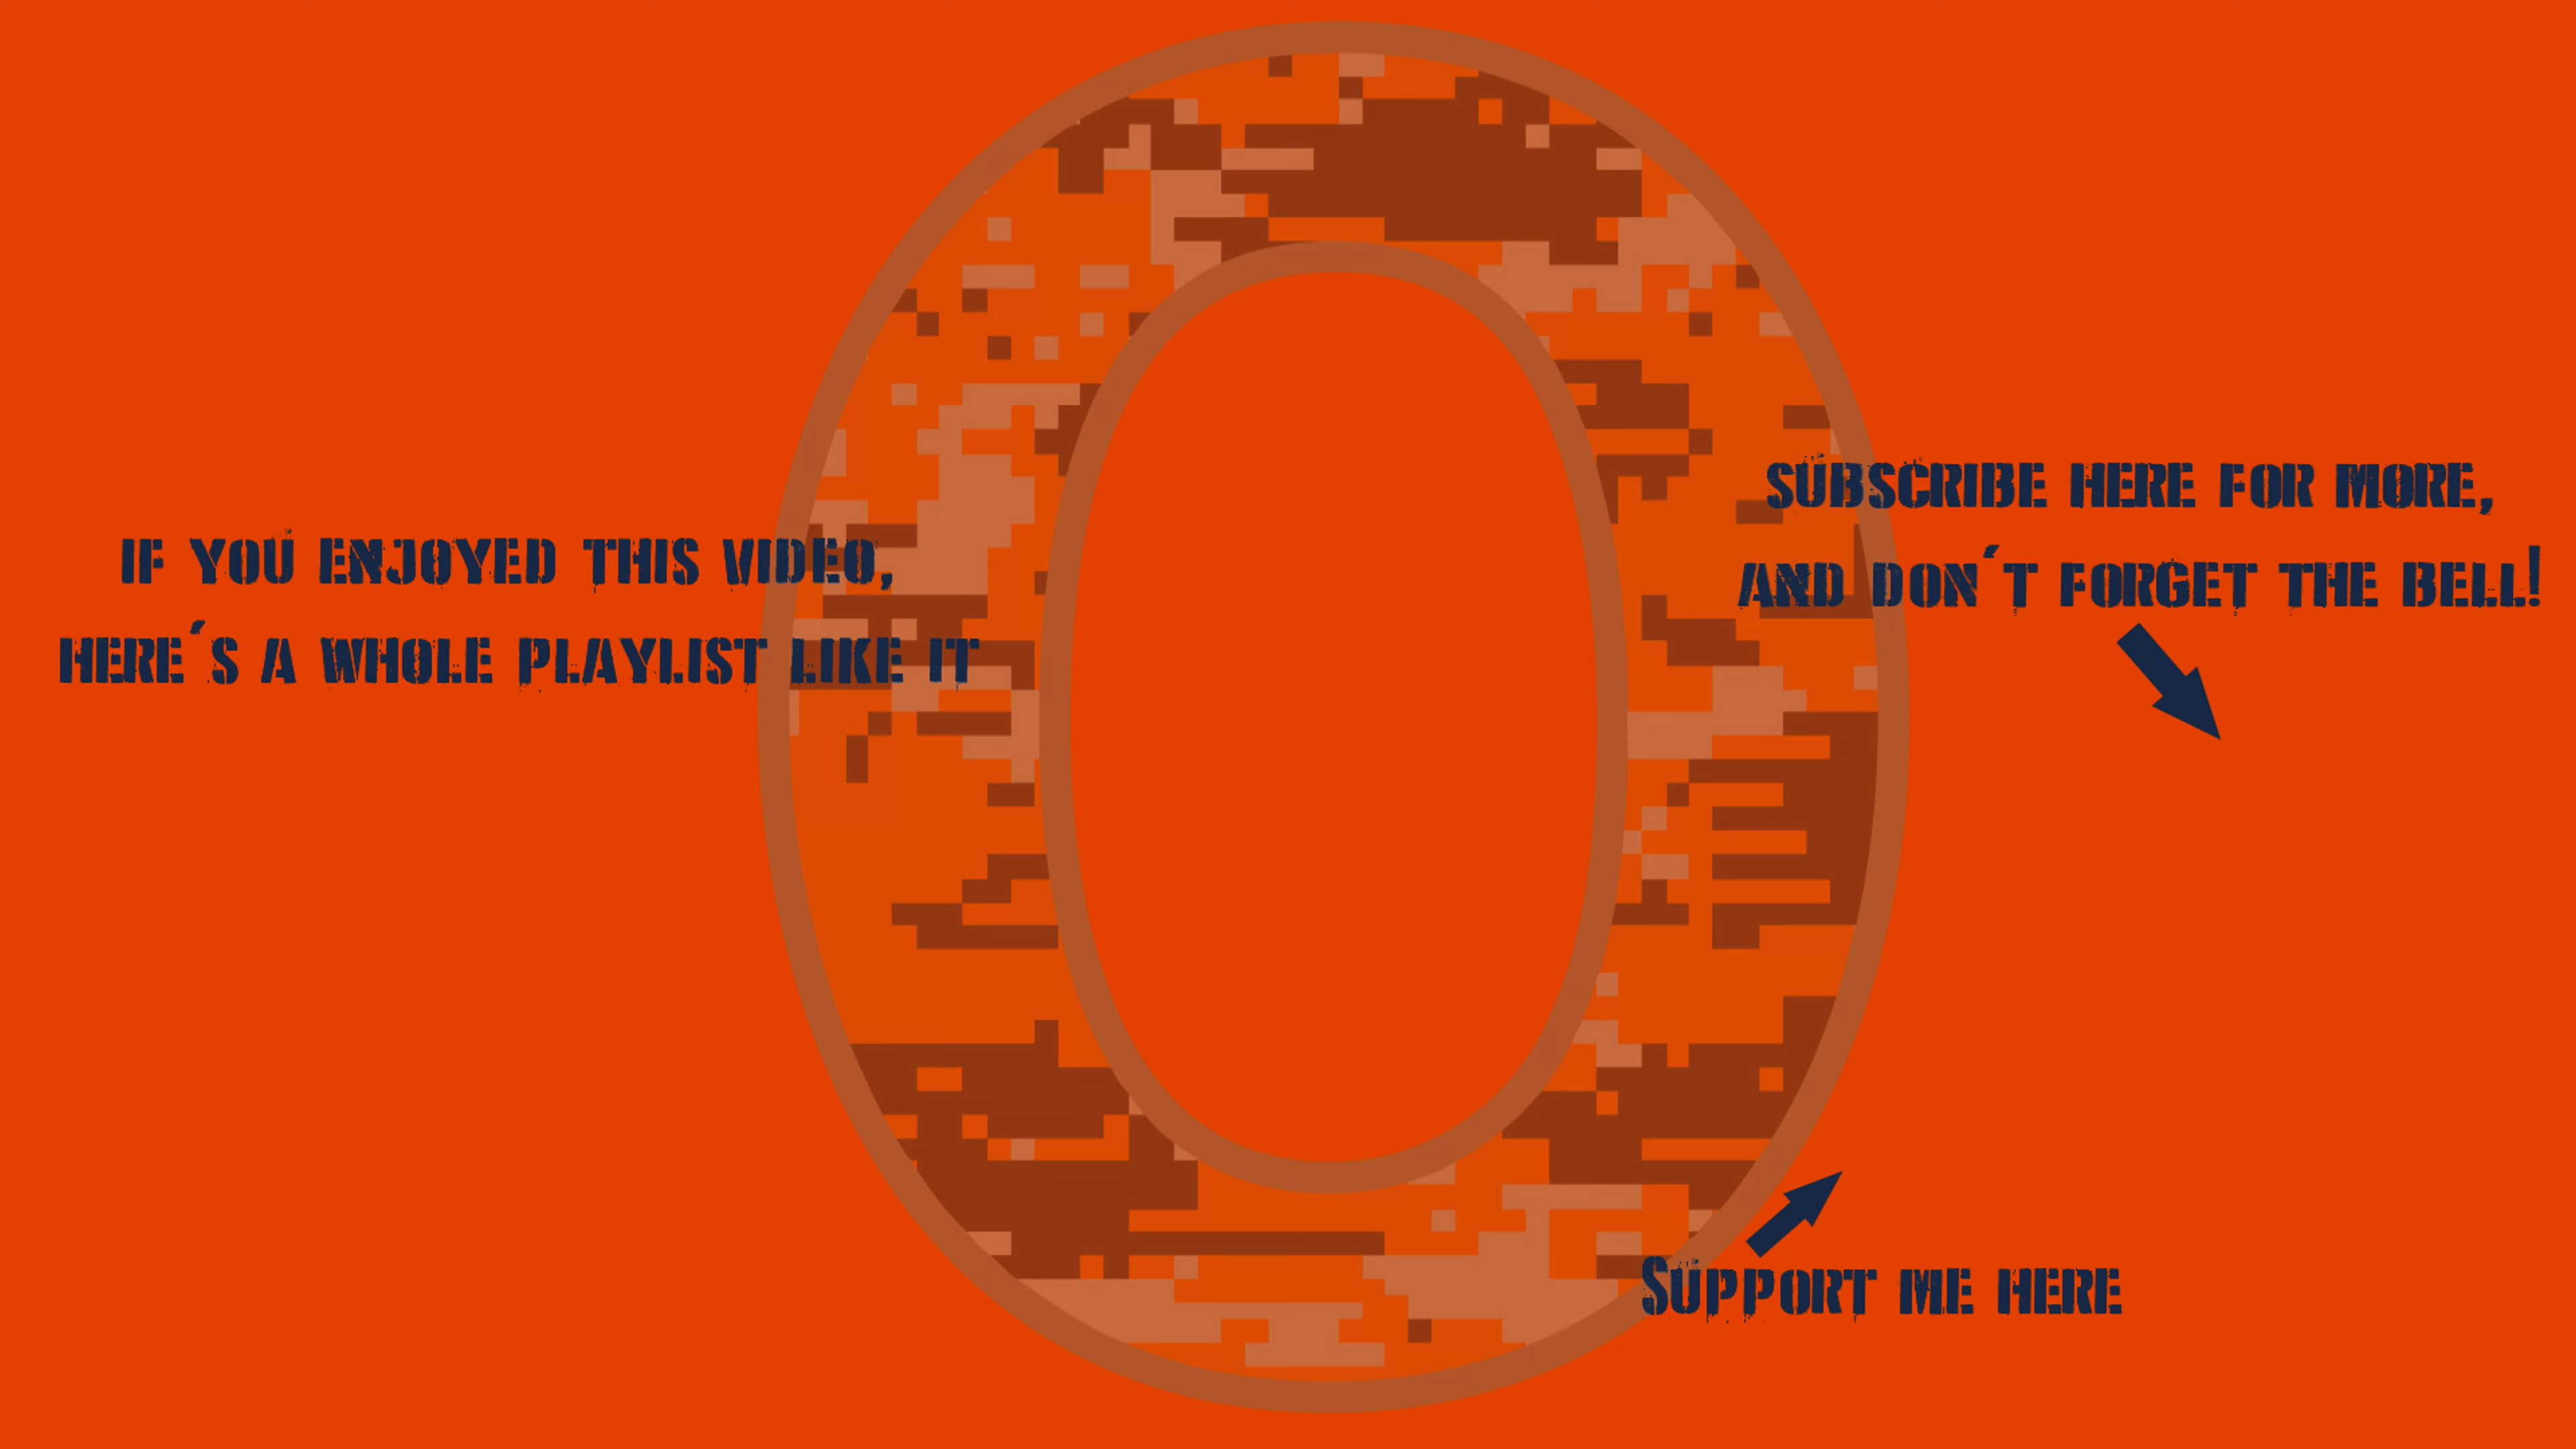 IF YOU ENJOYED THIS VIDEO,
HERE´S A WHOLE PLAYLIST LIKE IT
SUBSCRIBE HERE FOR MORE,
AND DON´T FORGET THE BELL!
SUPPORT ME HERE
O